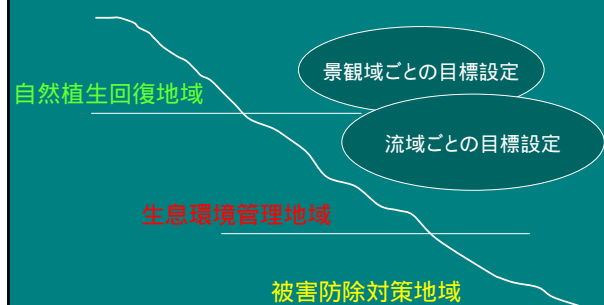 景観域ごとの目標設定
自然植生回復地域
流域ごとの目標設定
生息環境管理地域
被害防除対策地域